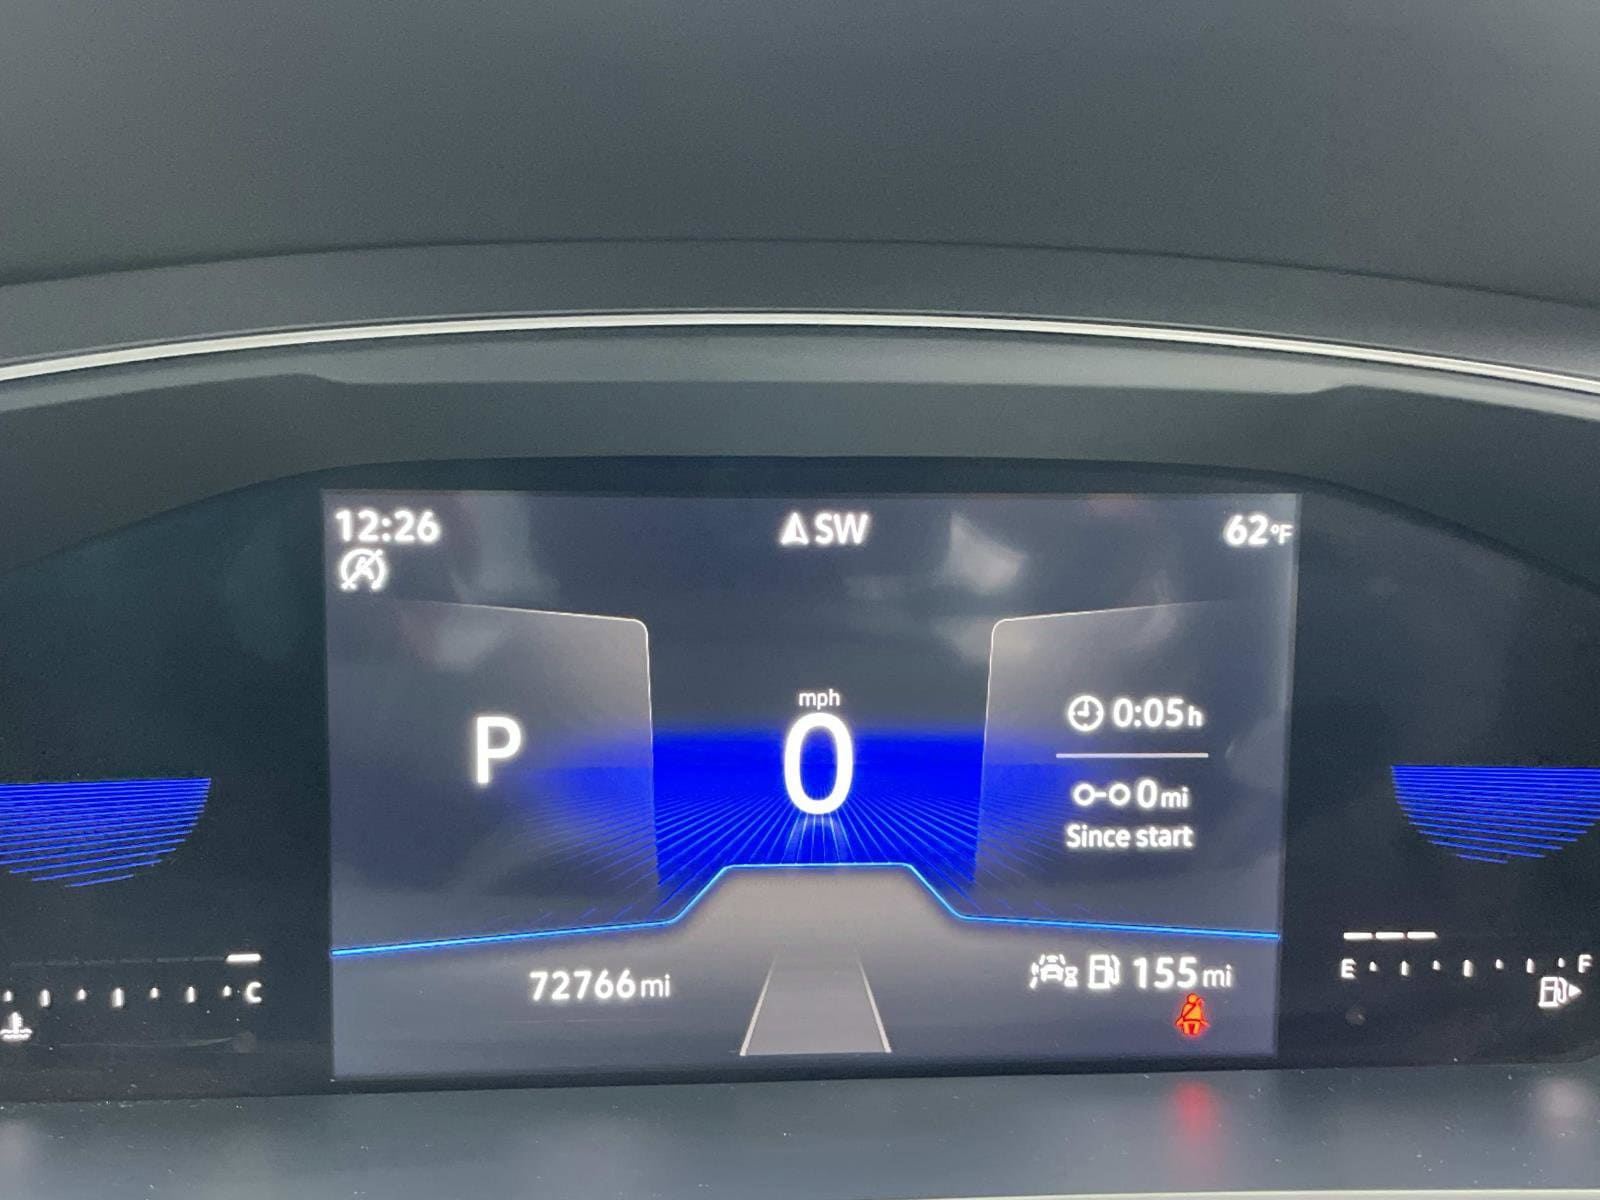 12:26
SW
62°F
mph
P
0
0:05h
0mi
Since start
72766mi
155mi
C
E
F